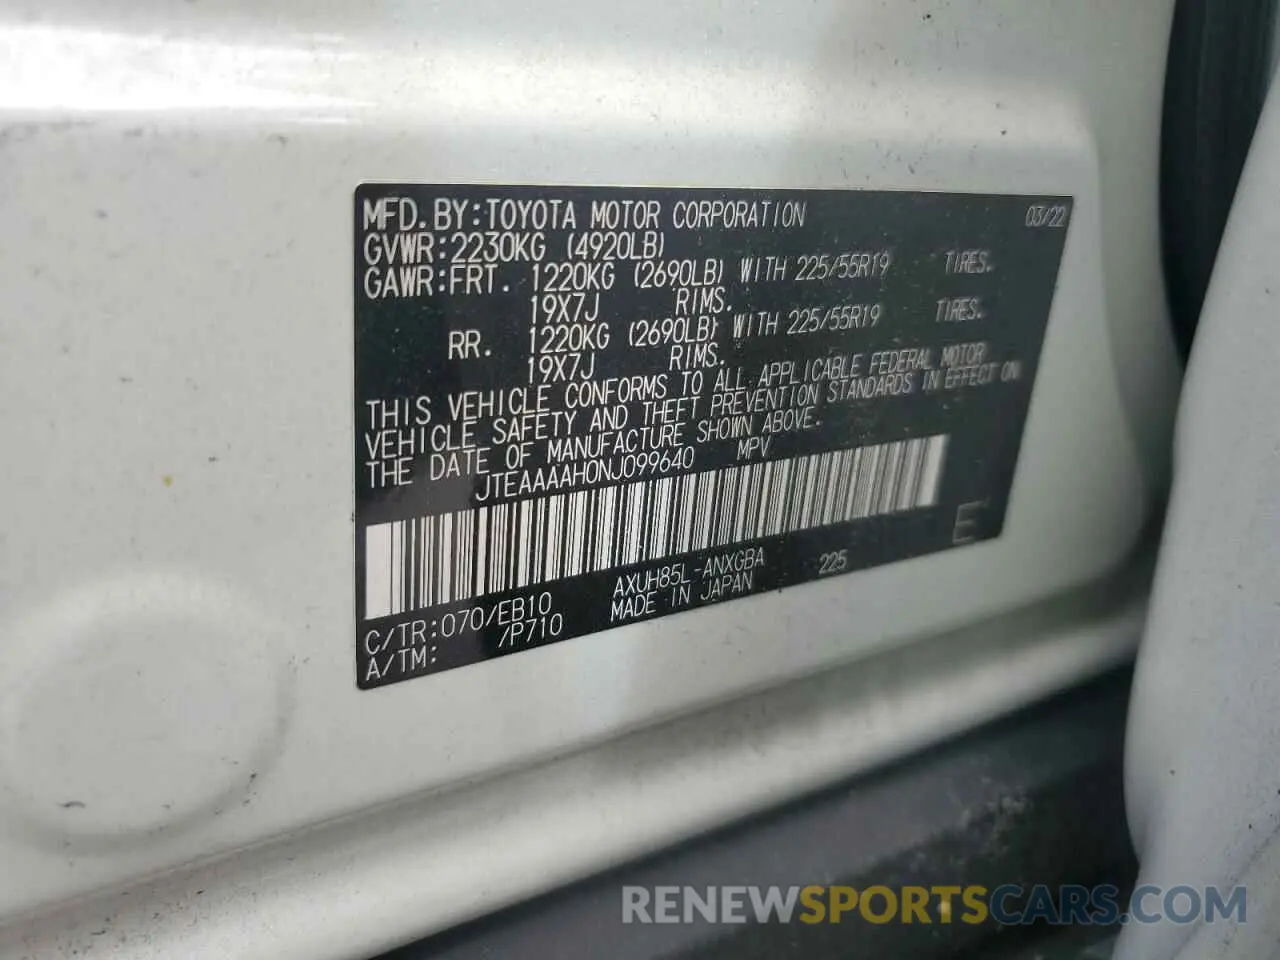 MFD.BY:TOYOTA MOTOR CORPORATION 03/22
GVWR:2230KG (4920LB)
GAWR:FRT. 1220KG (2690LB) WITH 225/55R19 TIRES.
19X7J RIMS.
RR. 1220KG (2690LB) WITH 225/55R19 TIRES.
19X7J RIMS.
THIS VEHICLE CONFORMS TO ALL APPLICABLE FEDERAL MOTOR
VEHICLE SAFETY AND THEFT PREVENTION STANDARDS IN EFFECT ON
THE DATE OF MANUFACTURE SHOWN ABOVE.
JTEAAAAH0NJ099640 MPV
E
AXUH85L-ANXGBA 225
C/TR:070/EB10 MADE IN JAPAN
A/TM: /P710
RENEWSPORTSCARS.COM